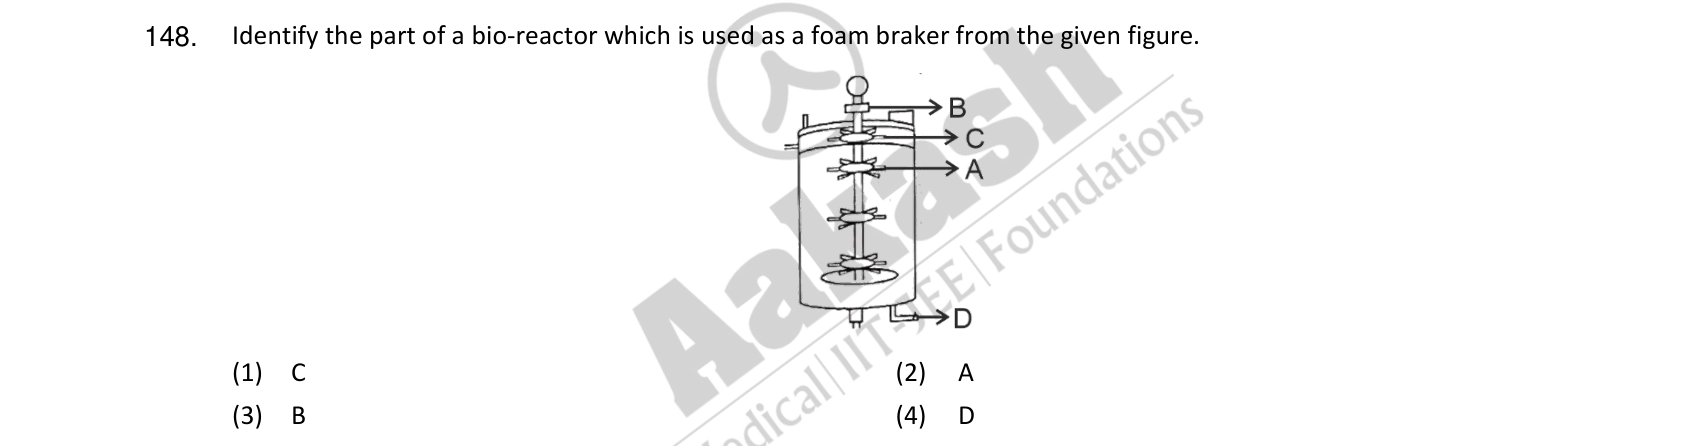 148. Identify the part of a bio-reactor which is used as a foam braker from the given figure.
B
C
A
D
(1) C (2) A
(3) B (4) D
Aakash
Medical|IIT-JEE|Foundations